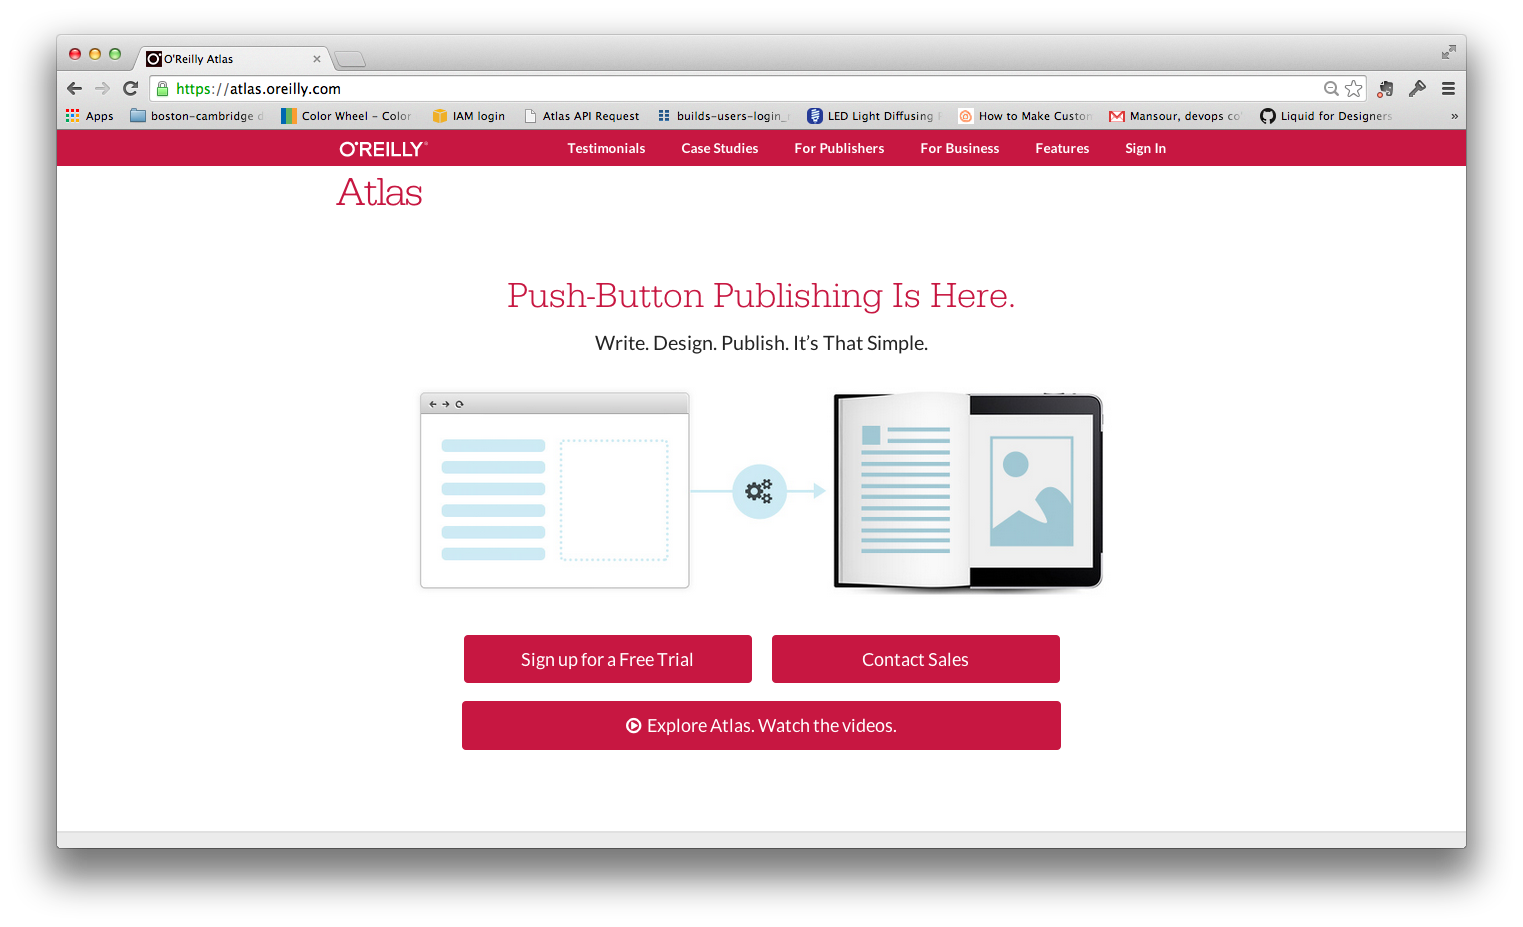 O'Reilly Atlas
https://atlas.oreilly.com
Apps boston-cambridge d Color Wheel – Color IAM login Atlas API Request builds-users-login_ LED Light Diffusing How to Make Custom Mansour, devops co Liquid for Designers »
O'REILLY® Testimonials Case Studies For Publishers For Business Features Sign In
Atlas
Push-Button Publishing Is Here.
Write. Design. Publish. It’s That Simple.
Sign up for a Free Trial Contact Sales
Explore Atlas. Watch the videos.